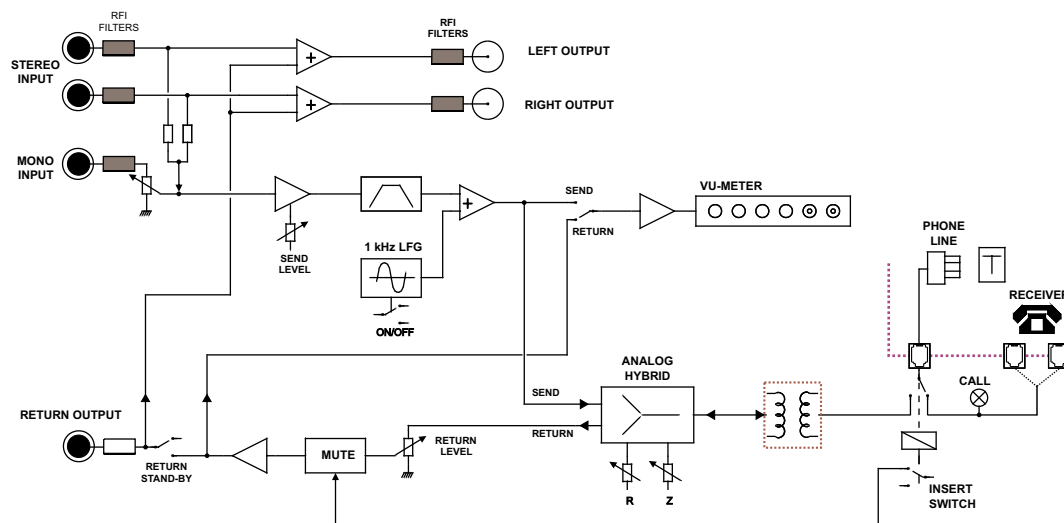 RFI
FILTERS
RFI
FILTERS
STEREO
INPUT
LEFT OUTPUT
RIGHT OUTPUT
MONO
INPUT
SEND
LEVEL
1 kHz LFG
ON/OFF
SEND
RETURN
VU-METER
PHONE
LINE
RECEIVER
ANALOG
HYBRID
CALL
SEND
RETURN
RETURN OUTPUT
RETURN
STAND-BY
MUTE
RETURN
LEVEL
R
Z
INSERT
SWITCH